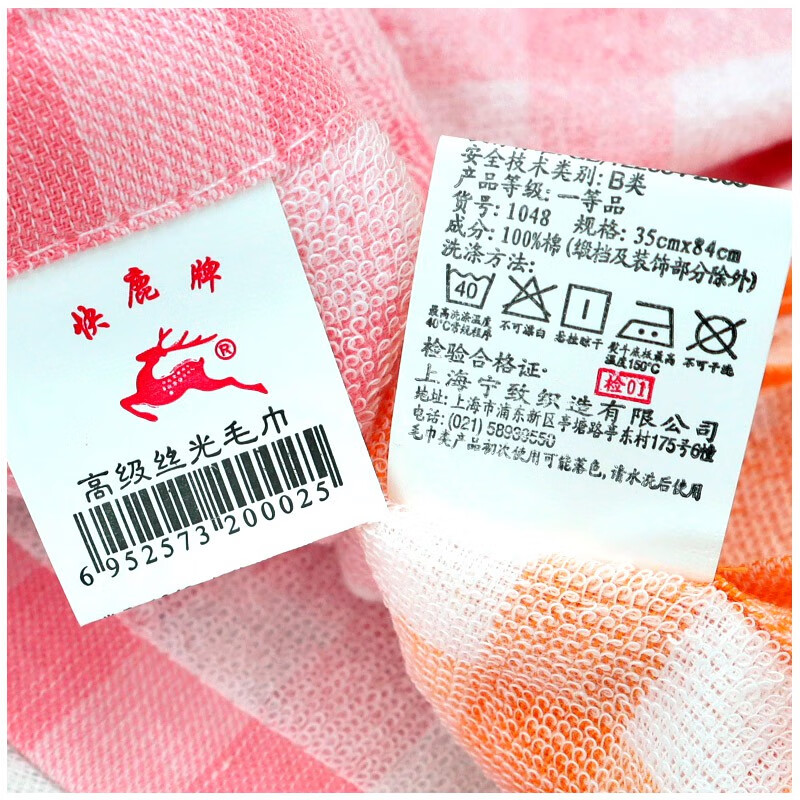 快鹿牌
®
高级丝光毛巾
6 952573 200025
安全技术类别: B类
产品等级: 一等品
货号: 1048 规格: 35cmx84cm
成分: 100%棉(缎档及装饰部分除外)
洗涤方法:
40
最高洗涤温度
40℃常规程序
不可漂白
悬挂晾干
熨斗底板最高
温度150℃
不可干洗
检验合格证:
检01
上海宁致织造有限公司
地址: 上海市浦东新区亭塘路亭东村175号6幢
电话: (021) 58933550
毛巾类产品初次使用可能落色,请水洗后使用